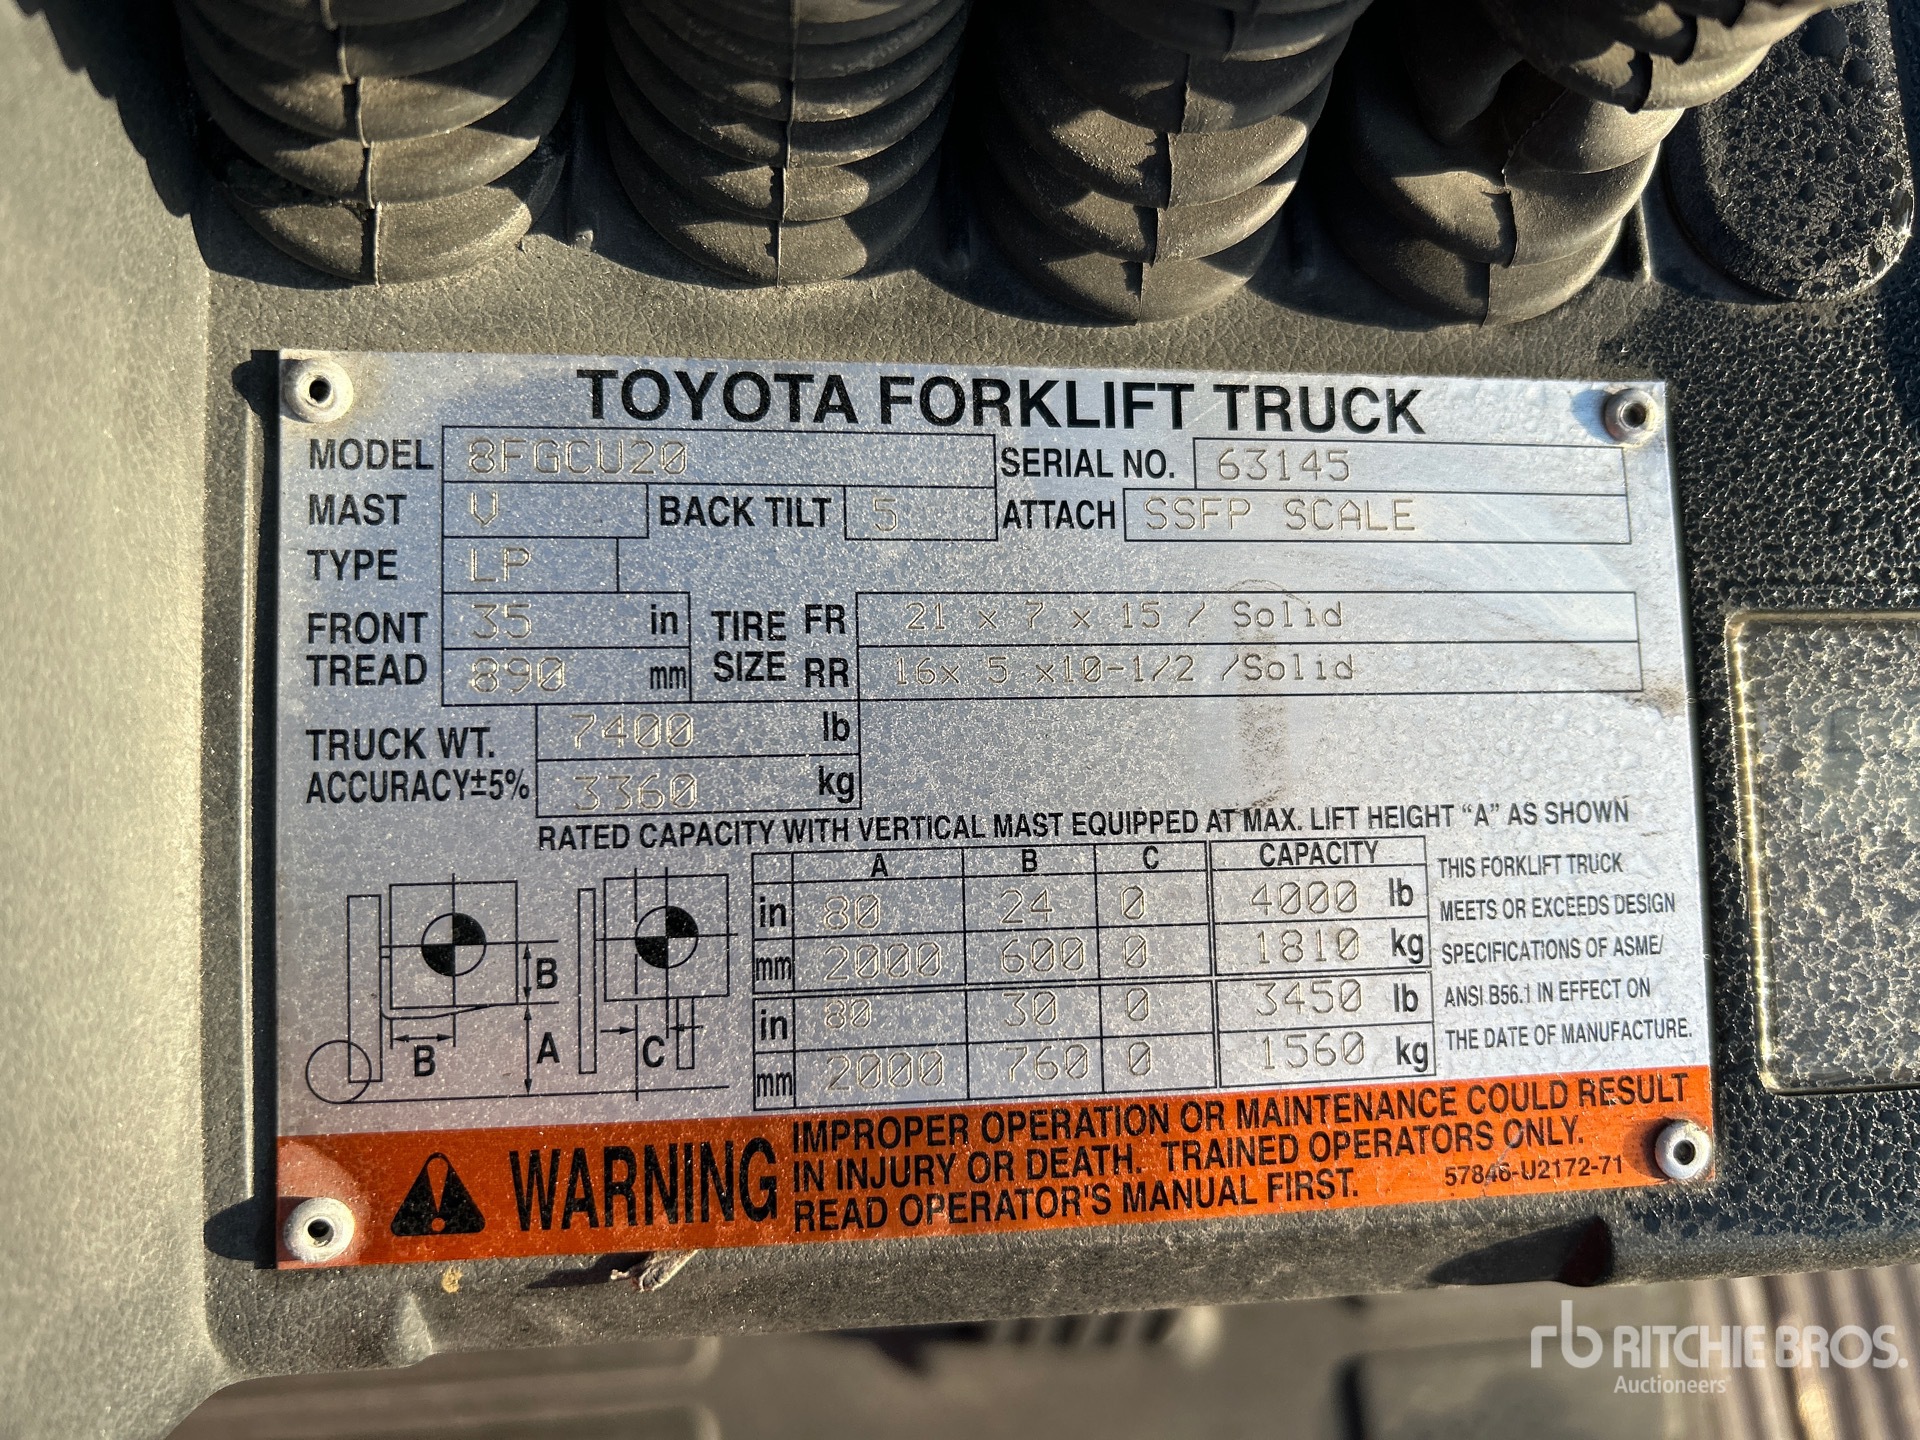 TOYOTA FORKLIFT TRUCK
MODEL 8FGCU20 SERIAL NO. 63145
MAST V BACK TILT 5 ATTACH SSFP SCALE
TYPE LP
FRONT TREAD 35 in TIRE SIZE FR 21 x 7 x 15 / Solid
890 mm RR 16x 5 x10-1/2 /Solid
TRUCK WT. 7400 lb
ACCURACY±5% 3360 kg
RATED CAPACITY WITH VERTICAL MAST EQUIPPED AT MAX. LIFT HEIGHT “A” AS SHOWN
A B C CAPACITY
in 80 24 0 4000 lb
mm 2000 600 0 1810 kg
in 80 30 0 3450 lb
mm 2000 760 0 1560 kg
B
B
A
C
THIS FORKLIFT TRUCK
MEETS OR EXCEEDS DESIGN
SPECIFICATIONS OF ASME/
ANSI B56.1 IN EFFECT ON
THE DATE OF MANUFACTURE.
WARNING
IMPROPER OPERATION OR MAINTENANCE COULD RESULT
IN INJURY OR DEATH. TRAINED OPERATORS ONLY.
READ OPERATOR'S MANUAL FIRST.
57846-U2172-71
rb RITCHIE BROS.
Auctioneers